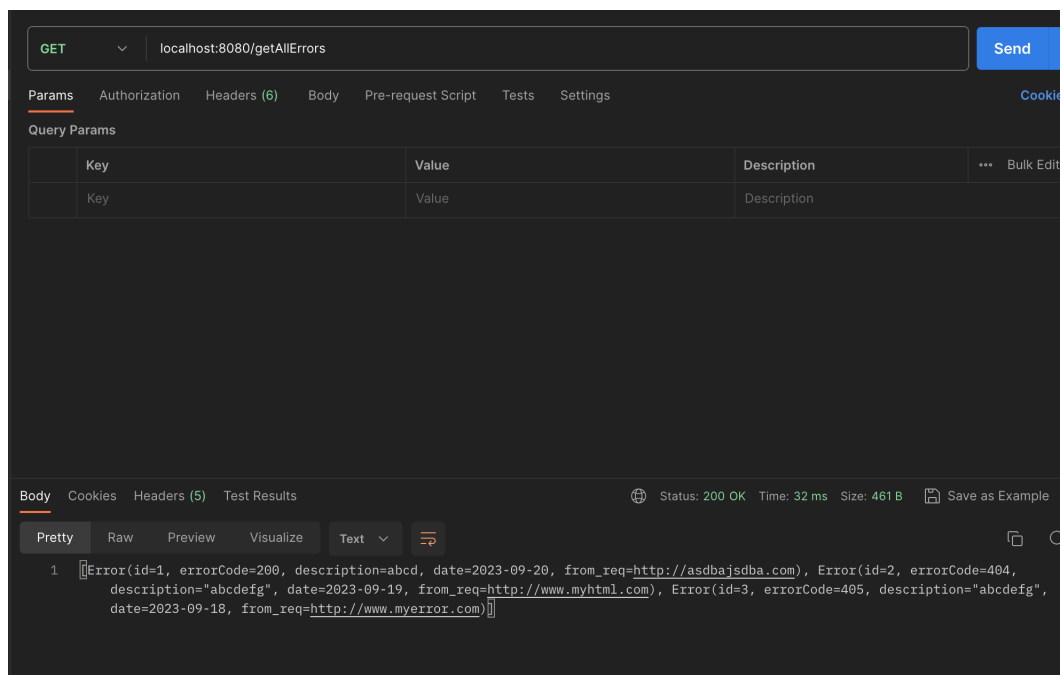 GET localhost:8080/getAllErrors Send
Params Authorization Headers (6) Body Pre-request Script Tests Settings Cookie
Query Params
Key Value Description ••• Bulk Edit
Key Value Description
Body Cookies Headers (5) Test Results Status: 200 OK Time: 32 ms Size: 461 B Save as Example
Pretty Raw Preview Visualize Text
1 [Error(id=1, errorCode=200, description=abcd, date=2023-09-20, from_req=http://asdbajsdba.com), Error(id=2, errorCode=404,
description="abcdefg", date=2023-09-19, from_req=http://www.myhtml.com), Error(id=3, errorCode=405, description="abcdefg",
date=2023-09-18, from_req=http://www.myerror.com)]